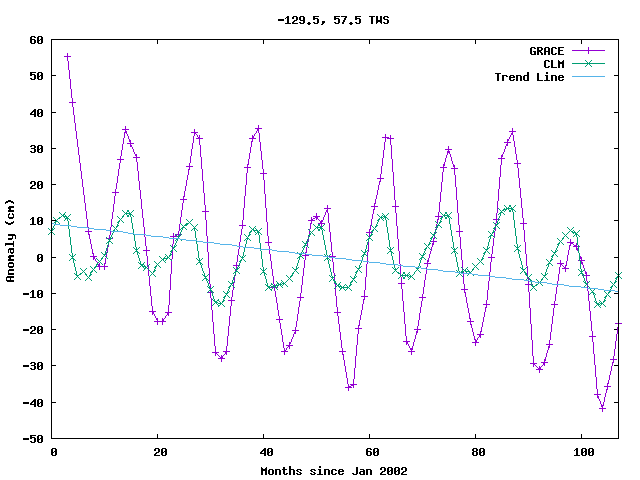 -129.5, 57.5 TWS
GRACE
CLM
Trend Line
60
50
40
30
20
10
0
-10
-20
-30
-40
-50
Anomaly (cm)
0 20 40 60 80 100
Months since Jan 2002